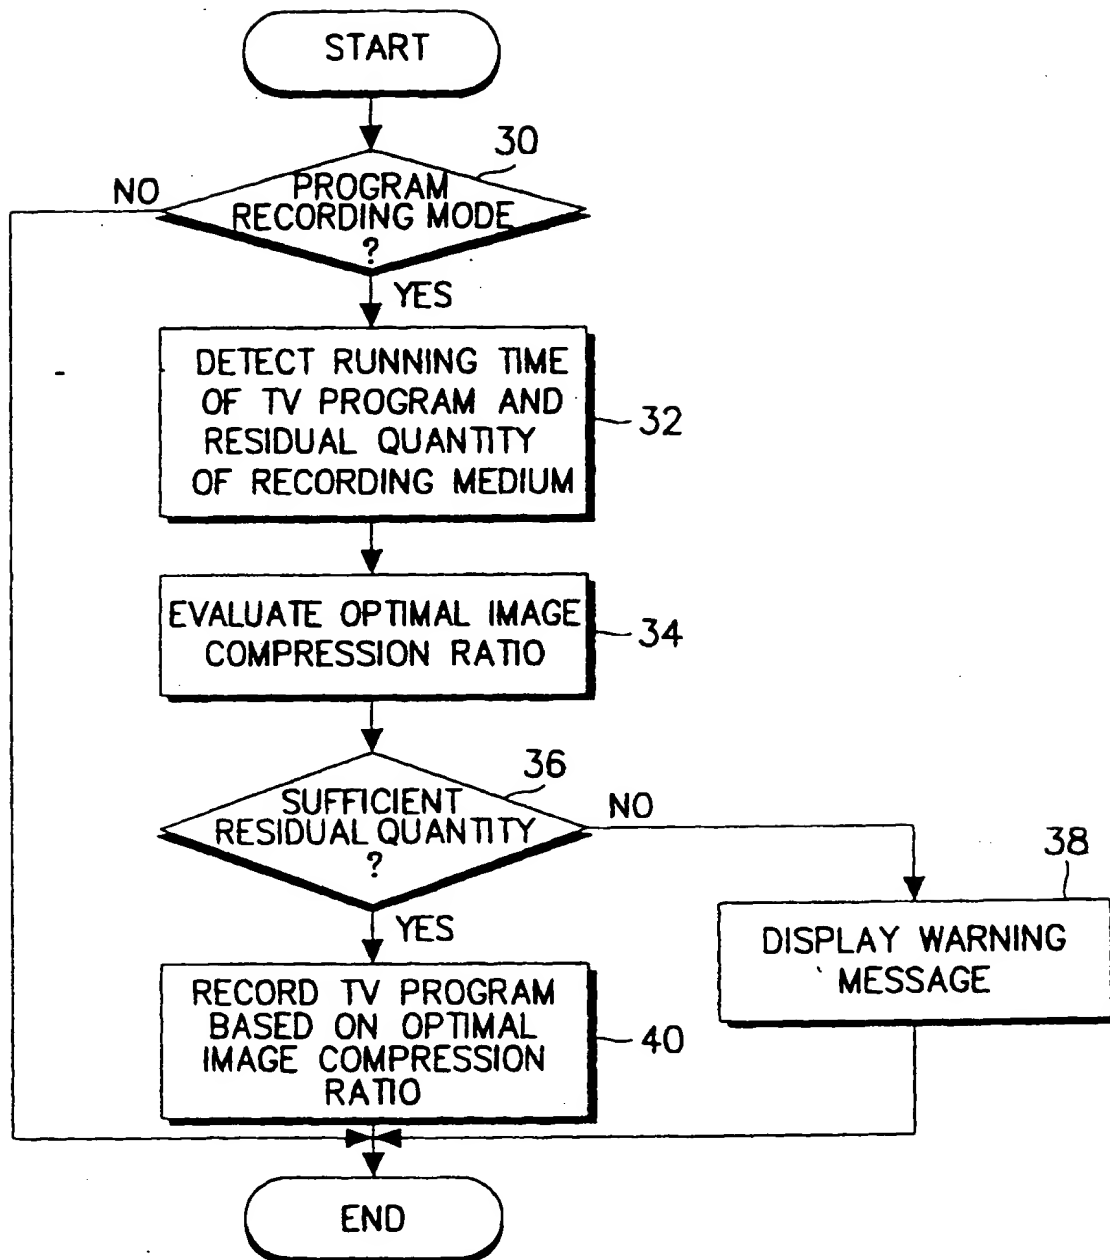 START
30
NO
PROGRAM
RECORDING MODE
?
YES
DETECT RUNNING TIME
OF TV PROGRAM AND
RESIDUAL QUANTITY
OF RECORDING MEDIUM
32
EVALUATE OPTIMAL IMAGE
COMPRESSION RATIO
34
36
SUFFICIENT
RESIDUAL QUANTITY
?
NO
38
YES
DISPLAY WARNING
MESSAGE
RECORD TV PROGRAM
BASED ON OPTIMAL
IMAGE COMPRESSION
RATIO
40
END